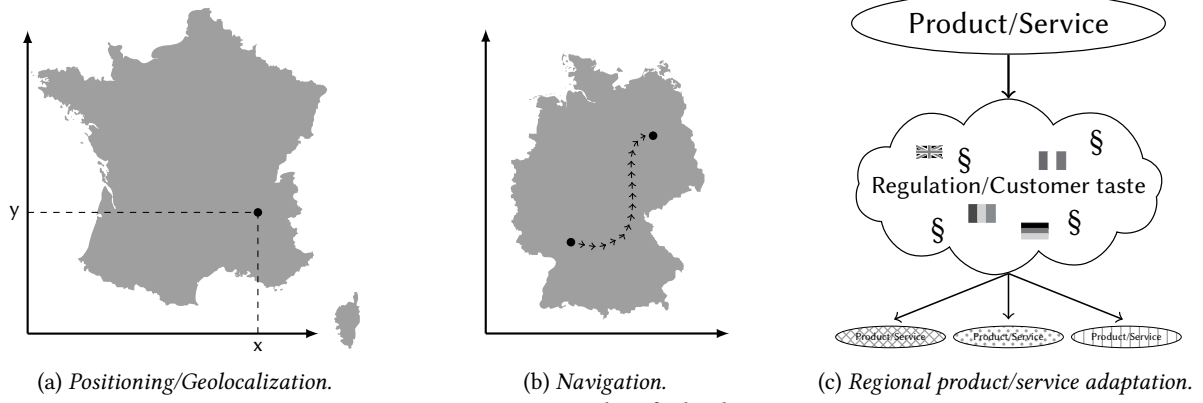 y
x
(a) Positioning/Geolocalization.
(b) Navigation.
Product/Service
§
§
Regulation/Customer taste
§
§
Product/Service
Product/Service
Product/Service
(c) Regional product/service adaptation.